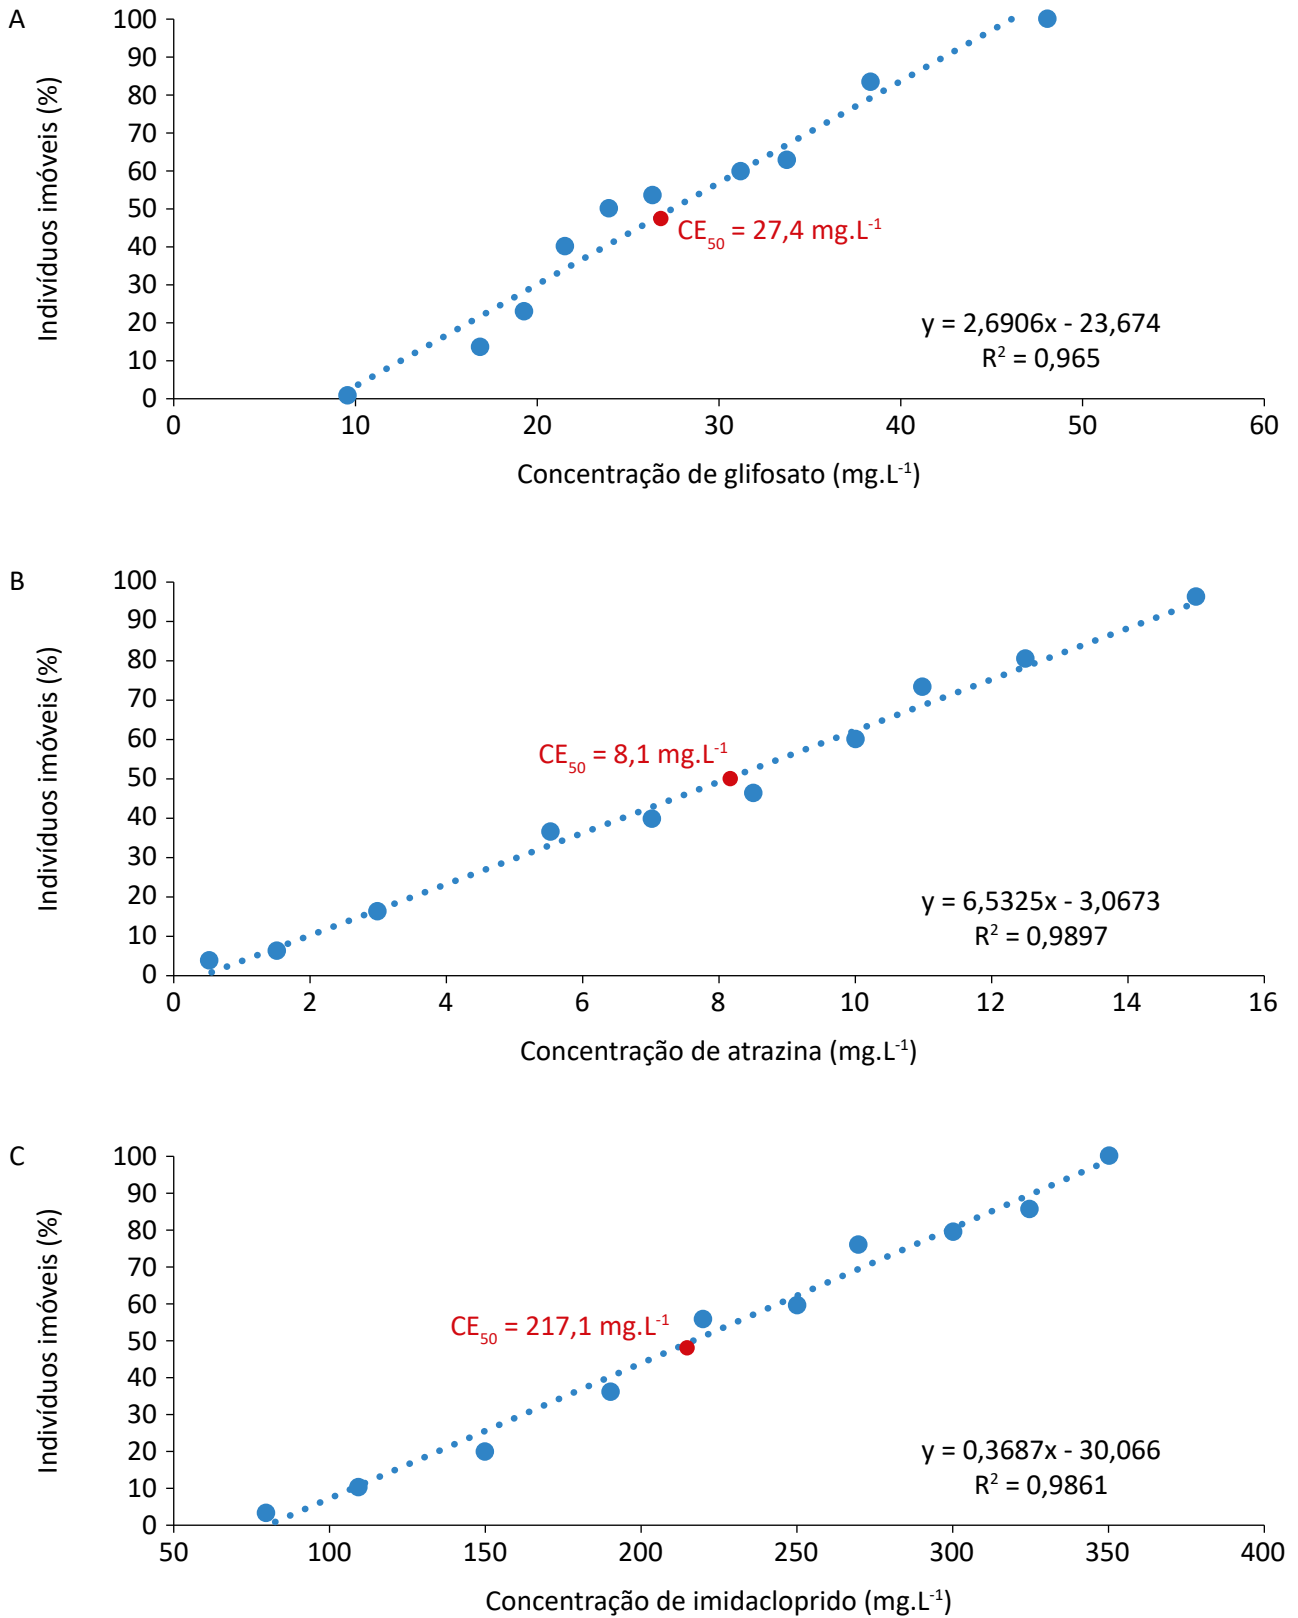 A
Indivíduos imóveis (%)
100
90
80
70
60
50
40
30
20
10
0
CE50 = 27,4 mg.L-1
y = 2,6906x - 23,674
R2 = 0,965
0 10 20 30 40 50 60
Concentração de glifosato (mg.L-1)
B
Indivíduos imóveis (%)
100
90
80
70
60
50
40
30
20
10
0
CE50 = 8,1 mg.L-1
y = 6,5325x - 3,0673
R2 = 0,9897
0 2 4 6 8 10 12 14 16
Concentração de atrazina (mg.L-1)
C
Indivíduos imóveis (%)
100
90
80
70
60
50
40
30
20
10
0
CE50 = 217,1 mg.L-1
y = 0,3687x - 30,066
R2 = 0,9861
50 100 150 200 250 300 350 400
Concentração de imidacloprido (mg.L-1)